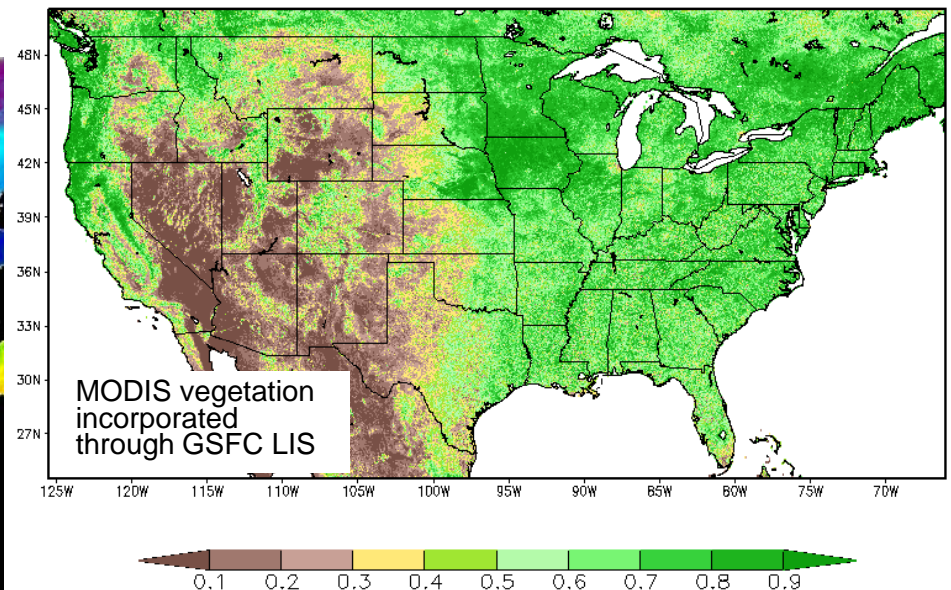 48N
45N
42N
39N
36N
33N
30N
27N
MODIS vegetation
incorporated
through GSFC LIS
125W 120W 115W 110W 105W 100W 95W 90W 85W 80W 75W 70W
0.1 0.2 0.3 0.4 0.5 0.6 0.7 0.8 0.9